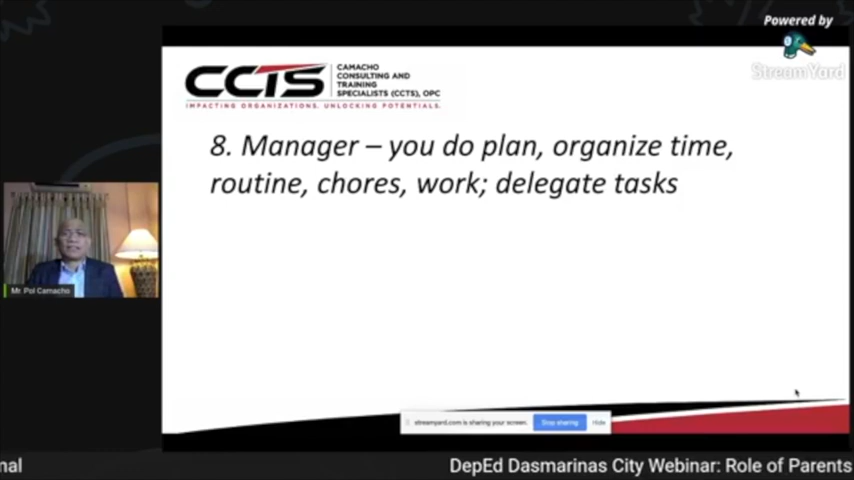 Powered by
StreamYard
CCTS
CAMACHO
CONSULTING AND
TRAINING
SPECIALISTS (CCTS), OPC
IMPACTING ORGANIZATIONS. UNLOCKING POTENTIALS.
8. Manager – you do plan, organize time,
routine, chores, work; delegate tasks
Mr. Pol Camacho
streamyard.com is sharing your screen. Stop sharing Hide
DepEd Dasmarinas City Webinar: Role of Parents